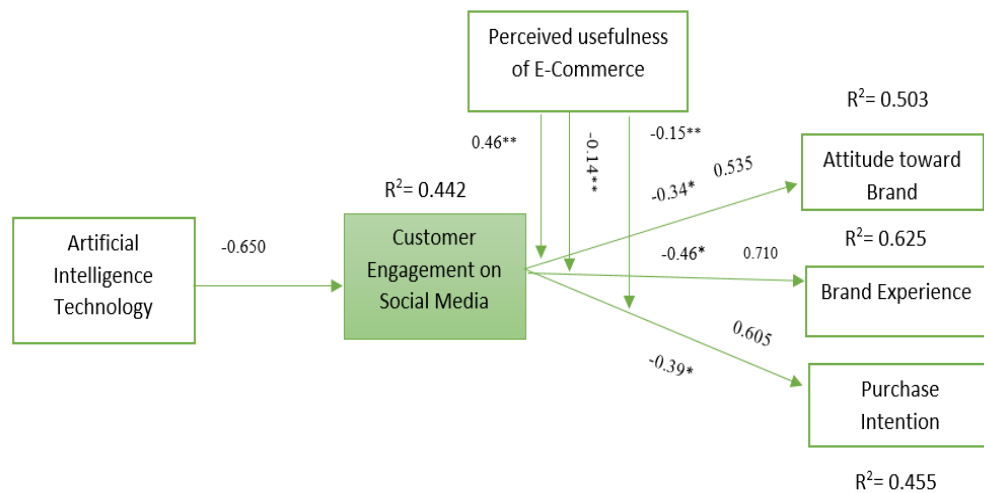 Perceived usefulness
of E-Commerce
R²= 0.503
0.46**
-0.14**
-0.15**
0.535
-0.34*
Attitude toward
Brand
R²= 0.442
Artificial
Intelligence
Technology
-0.650
Customer
Engagement on
Social Media
R²= 0.625
-0.46*
0.710
Brand Experience
0.605
-0.39*
Purchase
Intention
R²= 0.455